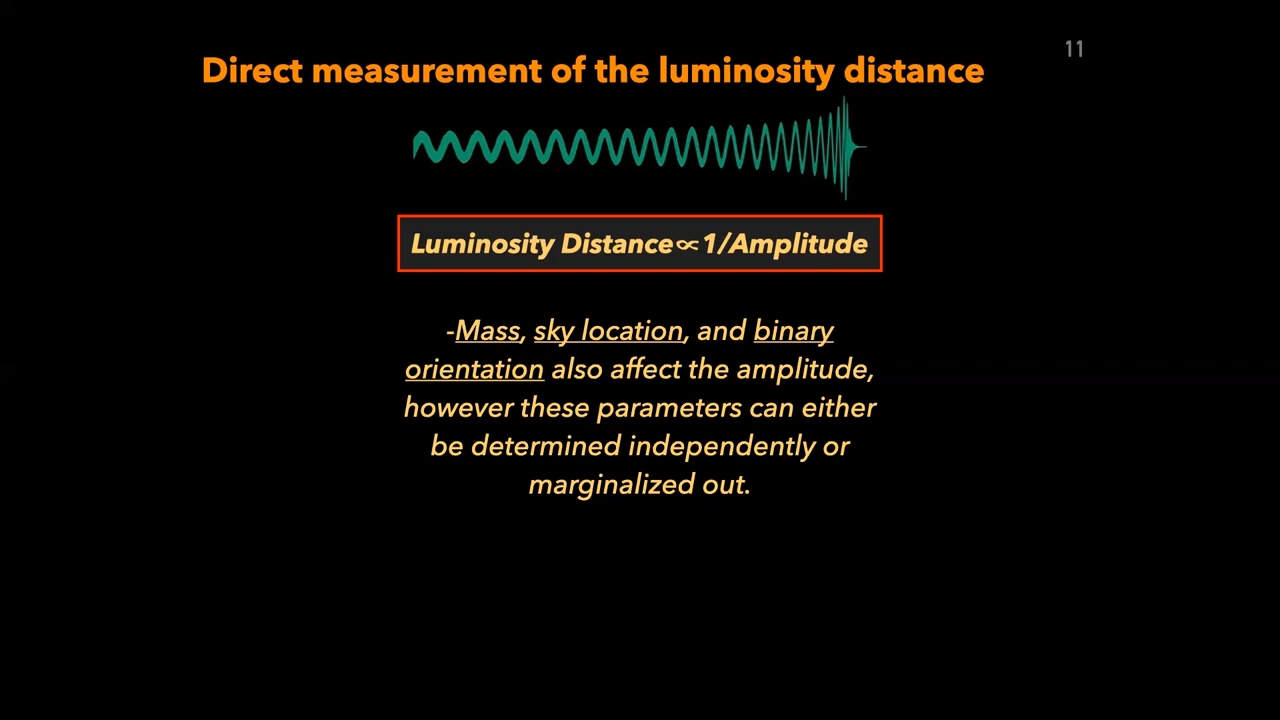 11
Direct measurement of the luminosity distance
Luminosity Distance∝1/Amplitude
-Mass, sky location, and binary
orientation also affect the amplitude,
however these parameters can either
be determined independently or
marginalized out.